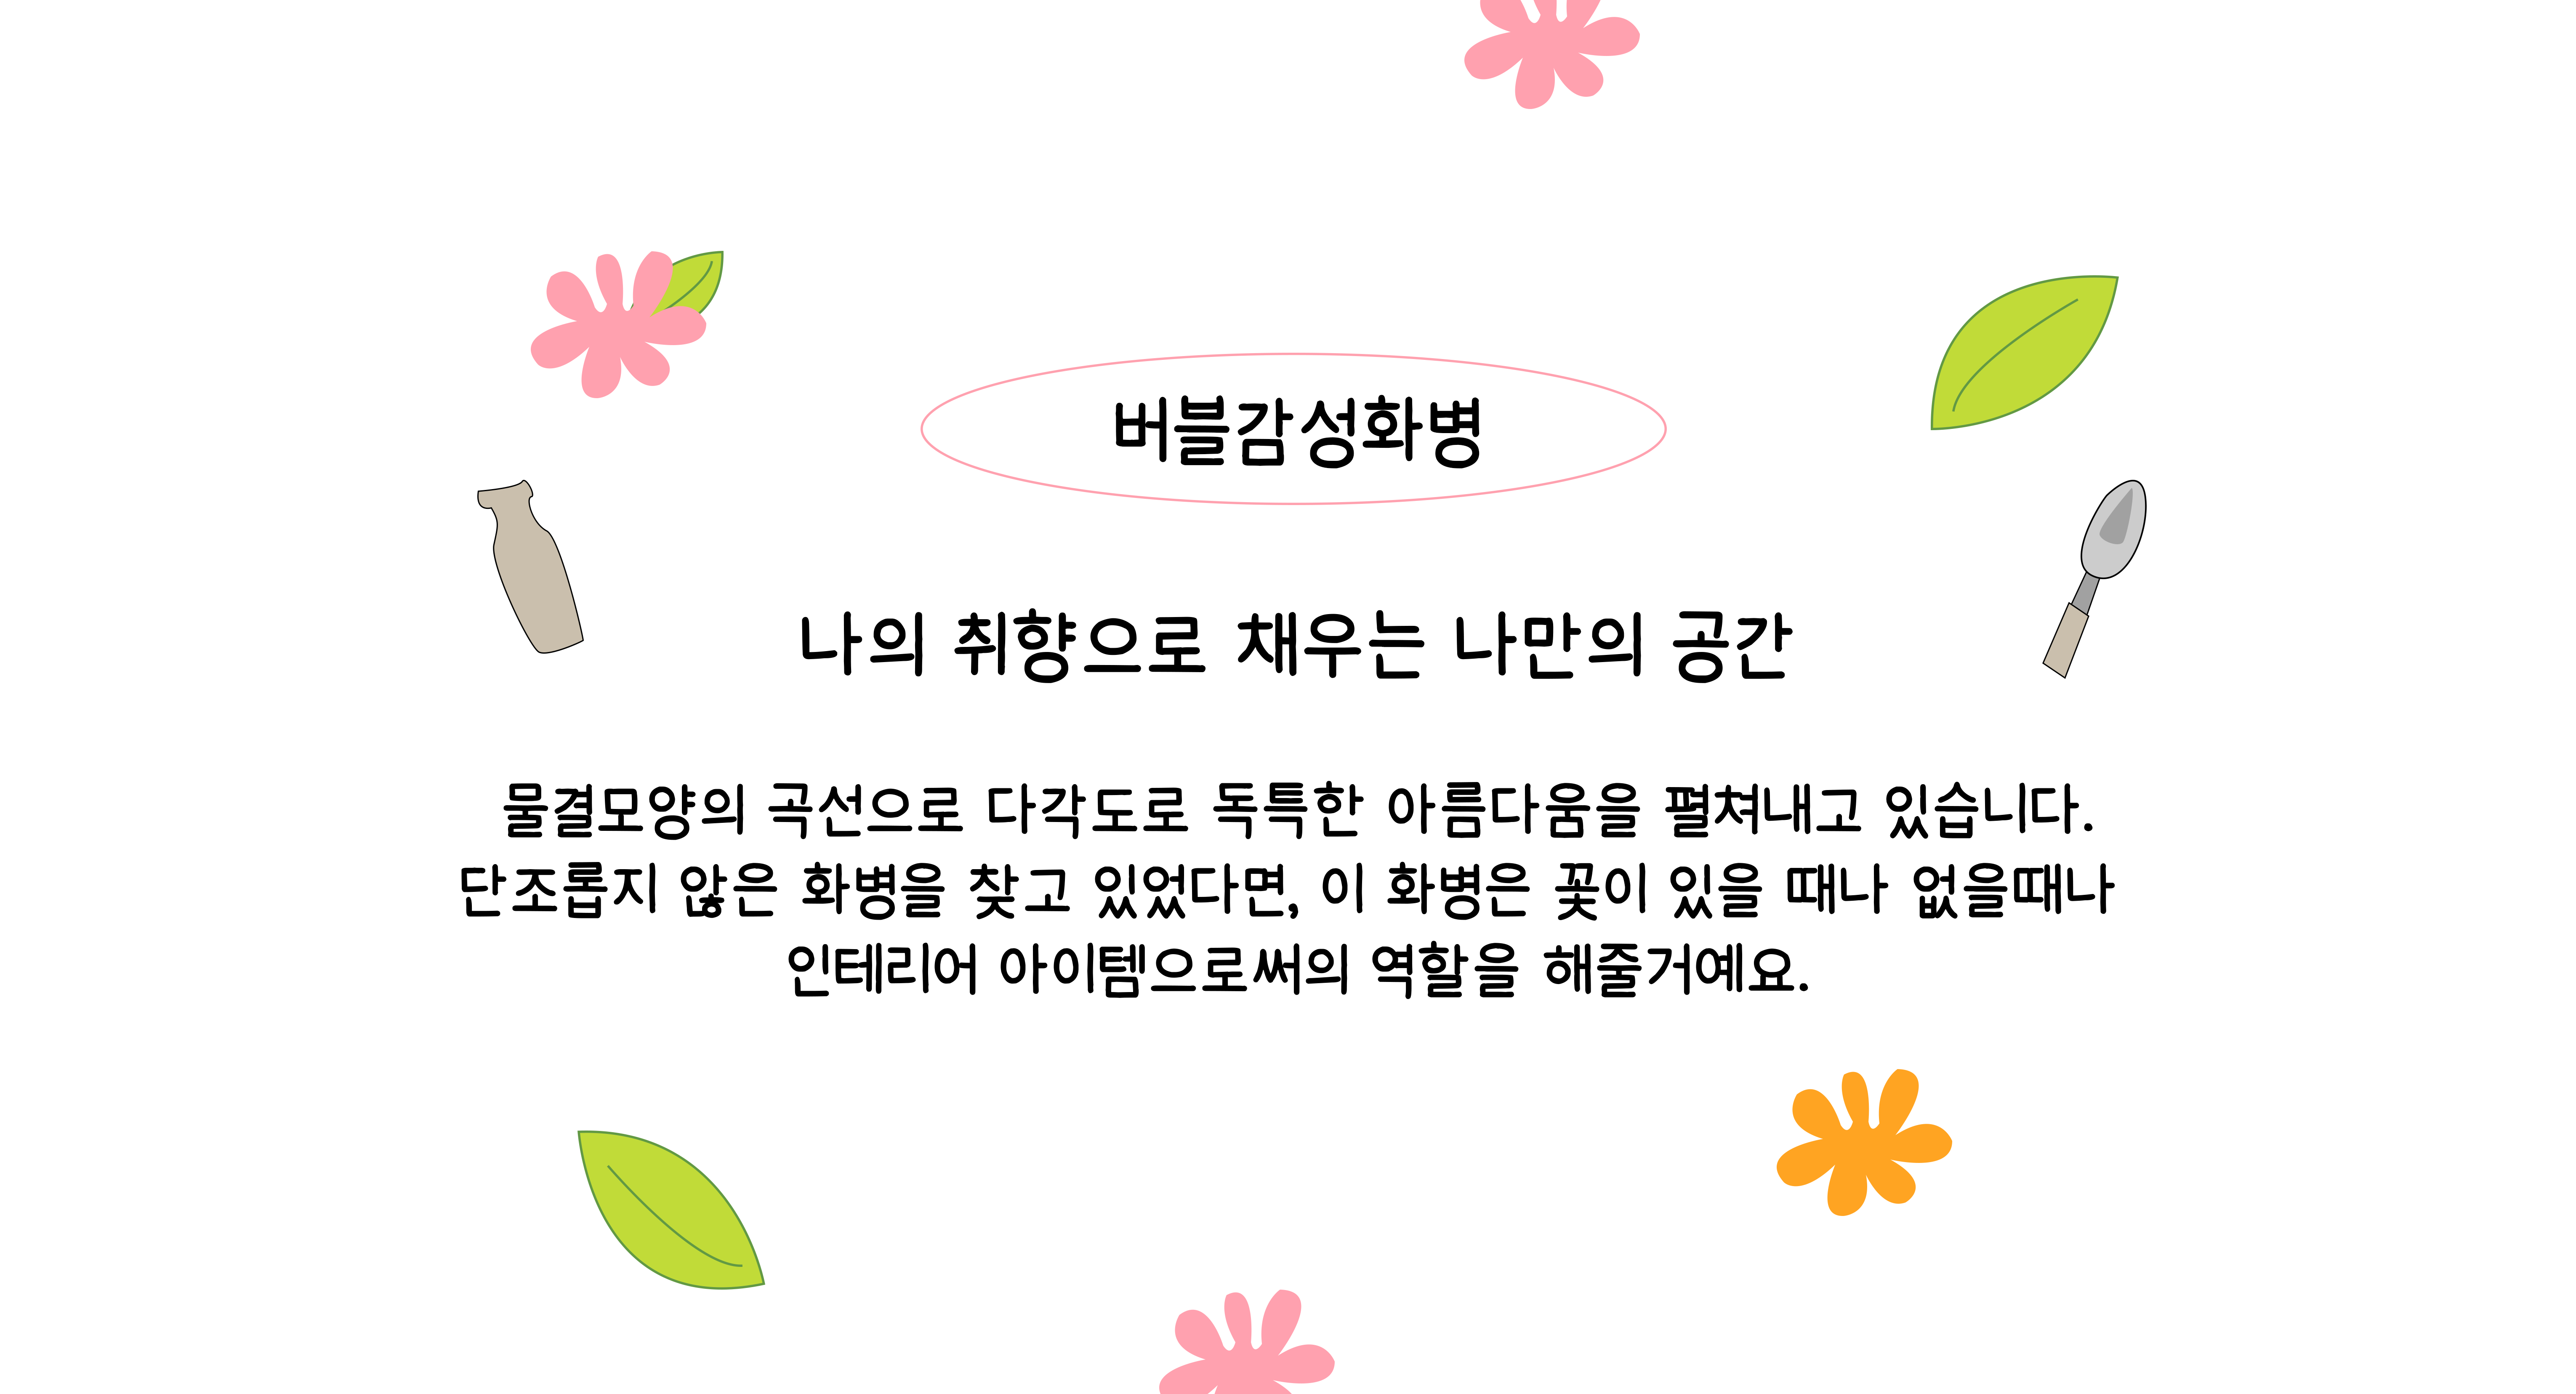 버블감성화병
나의 취향으로 채우는 나만의 공간
물결모양의 곡선으로 다각도로 독특한 아름다움을 펼쳐내고 있습니다.
단조롭지 않은 화병을 찾고 있었다면, 이 화병은 꽃이 있을 때나 없을때나
인테리어 아이템으로써의 역할을 해줄거예요.